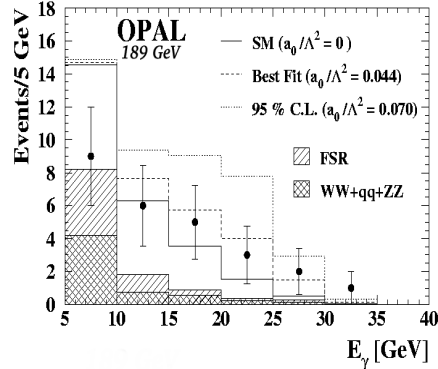 OPAL
189 GeV
SM (a₀/Λ² = 0)
Best Fit (a₀/Λ² = 0.044)
95 % C.L. (a₀/Λ² = 0.070)
FSR
WW+qq+ZZ
Events/5 GeV
18
16
14
12
10
8
6
4
2
0
5 10 15 20 25 30 35 40
E_γ [GeV]